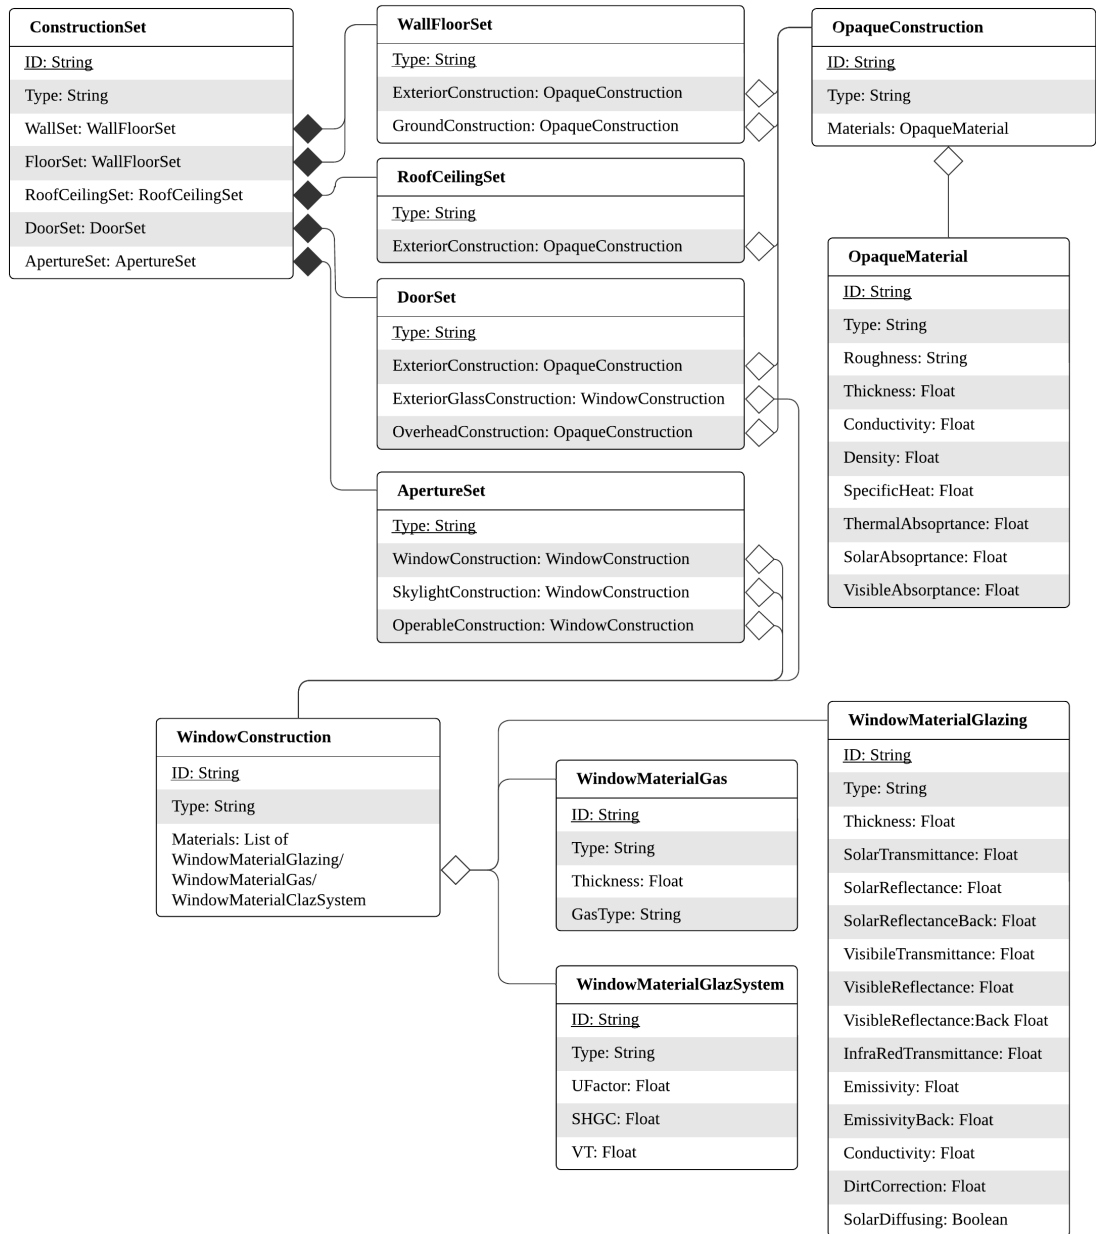 ConstructionSet
ID: String
Type: String
WallSet: WallFloorSet
FloorSet: WallFloorSet
RoofCeilingSet: RoofCeilingSet
DoorSet: DoorSet
ApertureSet: ApertureSet
WallFloorSet
Type: String
ExteriorConstruction: OpaqueConstruction
GroundConstruction: OpaqueConstruction
RoofCeilingSet
Type: String
ExteriorConstruction: OpaqueConstruction
DoorSet
Type: String
ExteriorConstruction: OpaqueConstruction
ExteriorGlassConstruction: WindowConstruction
OverheadConstruction: OpaqueConstruction
ApertureSet
Type: String
WindowConstruction: WindowConstruction
SkylightConstruction: WindowConstruction
OperableConstruction: WindowConstruction
OpaqueConstruction
ID: String
Type: String
Materials: OpaqueMaterial
OpaqueMaterial
ID: String
Type: String
Roughness: String
Thickness: Float
Conductivity: Float
Density: Float
SpecificHeat: Float
ThermalAbsoprtance: Float
SolarAbsoprtance: Float
VisibleAbsorptance: Float
WindowConstruction
ID: String
Type: String
Materials: List of
WindowMaterialGlazing/
WindowMaterialGas/
WindowMaterialClazSystem
WindowMaterialGas
ID: String
Type: String
Thickness: Float
GasType: String
WindowMaterialGlazSystem
ID: String
Type: String
UFactor: Float
SHGC: Float
VT: Float
WindowMaterialGlazing
ID: String
Type: String
Thickness: Float
SolarTransmittance: Float
SolarReflectance: Float
SolarReflectanceBack: Float
VisibileTransmittance: Float
VisibleReflectance: Float
VisibleReflectance:Back Float
InfraRedTransmittance: Float
Emissivity: Float
EmissivityBack: Float
Conductivity: Float
DirtCorrection: Float
SolarDiffusing: Boolean